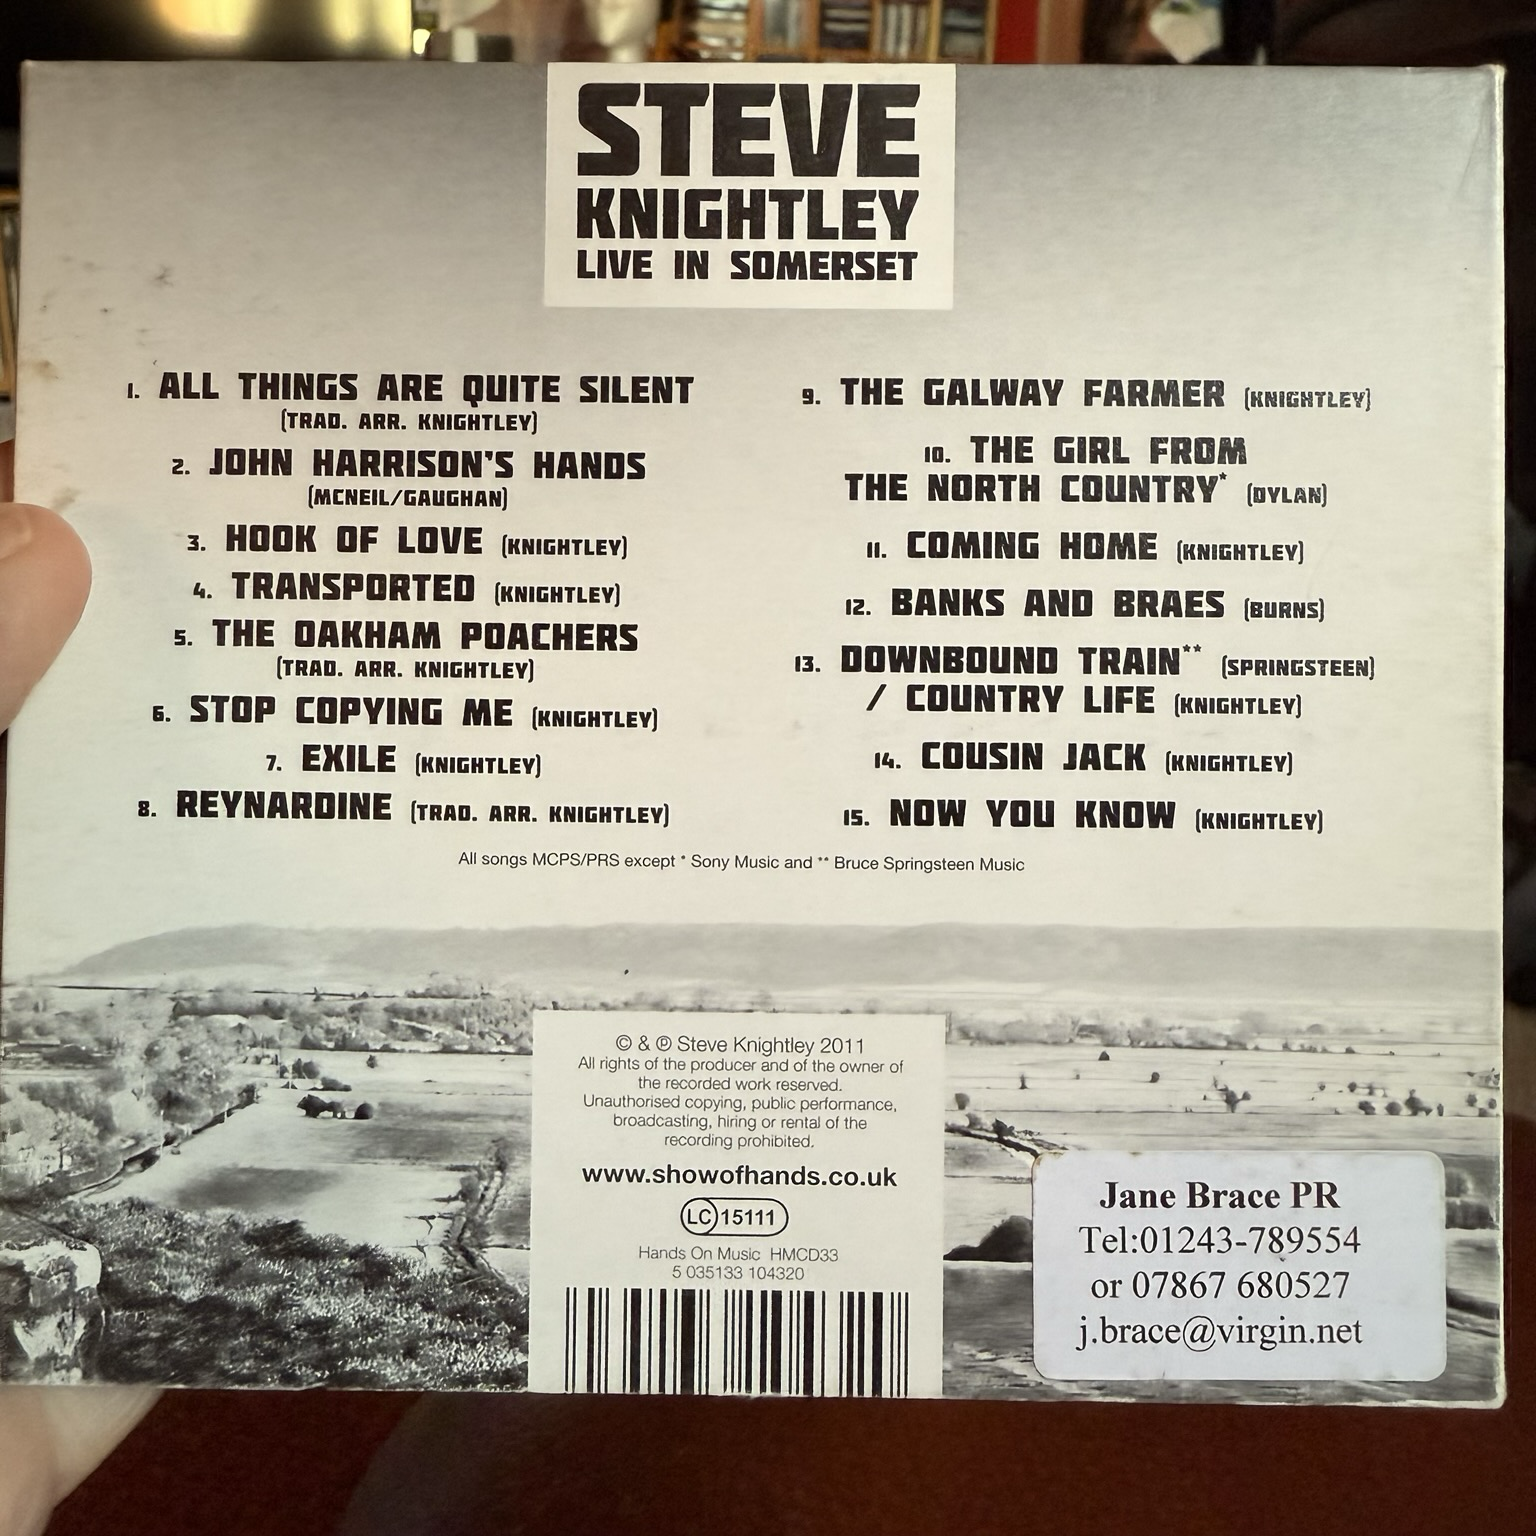 STEVE
KNIGHTLEY
LIVE IN SOMERSET
1. ALL THINGS ARE QUITE SILENT
(TRAD. ARR. KNIGHTLEY)
2. JOHN HARRISON'S HANDS
(MCNEIL/GAUGHAN)
3. HOOK OF LOVE (KNIGHTLEY)
4. TRANSPORTED (KNIGHTLEY)
5. THE OAKHAM POACHERS
(TRAD. ARR. KNIGHTLEY)
6. STOP COPYING ME (KNIGHTLEY)
7. EXILE (KNIGHTLEY)
8. REYNARDINE (TRAD. ARR. KNIGHTLEY)
9. THE GALWAY FARMER (KNIGHTLEY)
10. THE GIRL FROM
THE NORTH COUNTRY* (DYLAN)
11. COMING HOME (KNIGHTLEY)
12. BANKS AND BRAES (BURNS)
13. DOWNBOUND TRAIN** (SPRINGSTEEN)
/ COUNTRY LIFE (KNIGHTLEY)
14. COUSIN JACK (KNIGHTLEY)
15. NOW YOU KNOW (KNIGHTLEY)
All songs MCPS/PRS except * Sony Music and ** Bruce Springsteen Music
© & ℗ Steve Knightley 2011
All rights of the producer and of the owner of
the recorded work reserved.
Unauthorised copying, public performance,
broadcasting, hiring or rental of the
recording prohibited.
www.showofhands.co.uk
LC 15111
Hands On Music HMCD33
5 035133 104320
Jane Brace PR
Tel:01243-789554
or 07867 680527
j.brace@virgin.net